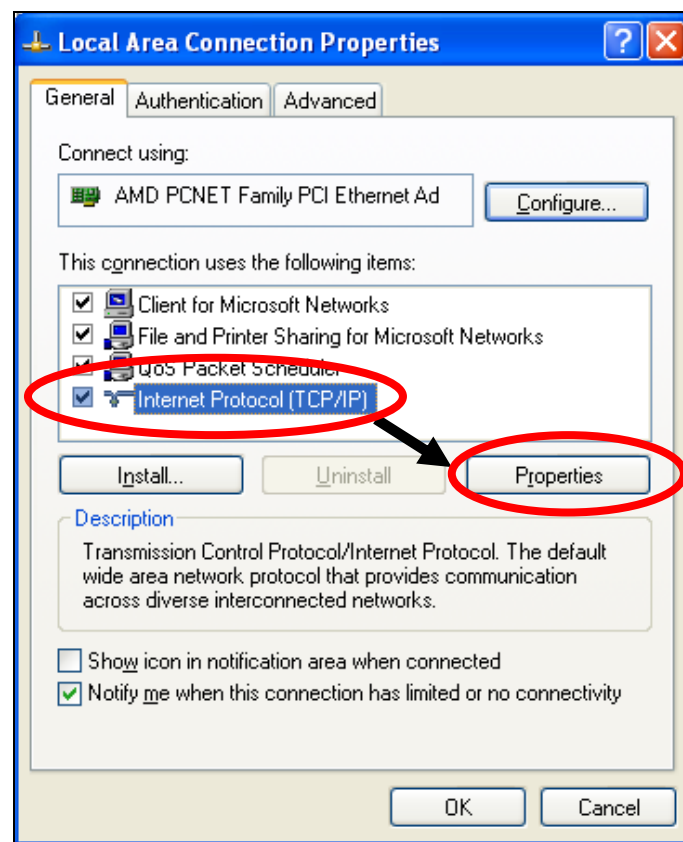 Local Area Connection Properties
General Authentication Advanced
Connect using:
AMD PCNET Family PCI Ethernet Ad
Configure...
This connection uses the following items:
Client for Microsoft Networks
File and Printer Sharing for Microsoft Networks
QoS Packet Scheduler
Internet Protocol (TCP/IP)
Install... Uninstall Properties
Description
Transmission Control Protocol/Internet Protocol. The default
wide area network protocol that provides communication
across diverse interconnected networks.
Show icon in notification area when connected
Notify me when this connection has limited or no connectivity
OK Cancel